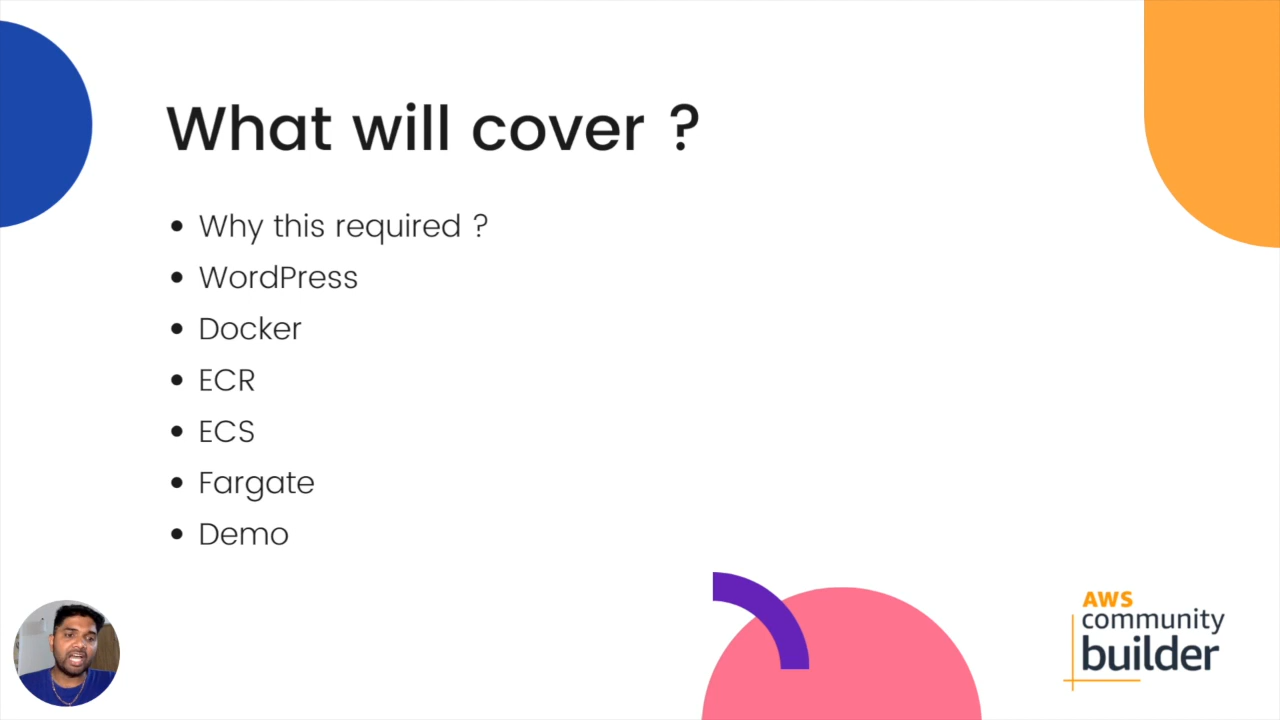 What will cover ?
• Why this required ?
• WordPress
• Docker
• ECR
• ECS
• Fargate
• Demo
AWS
community
builder